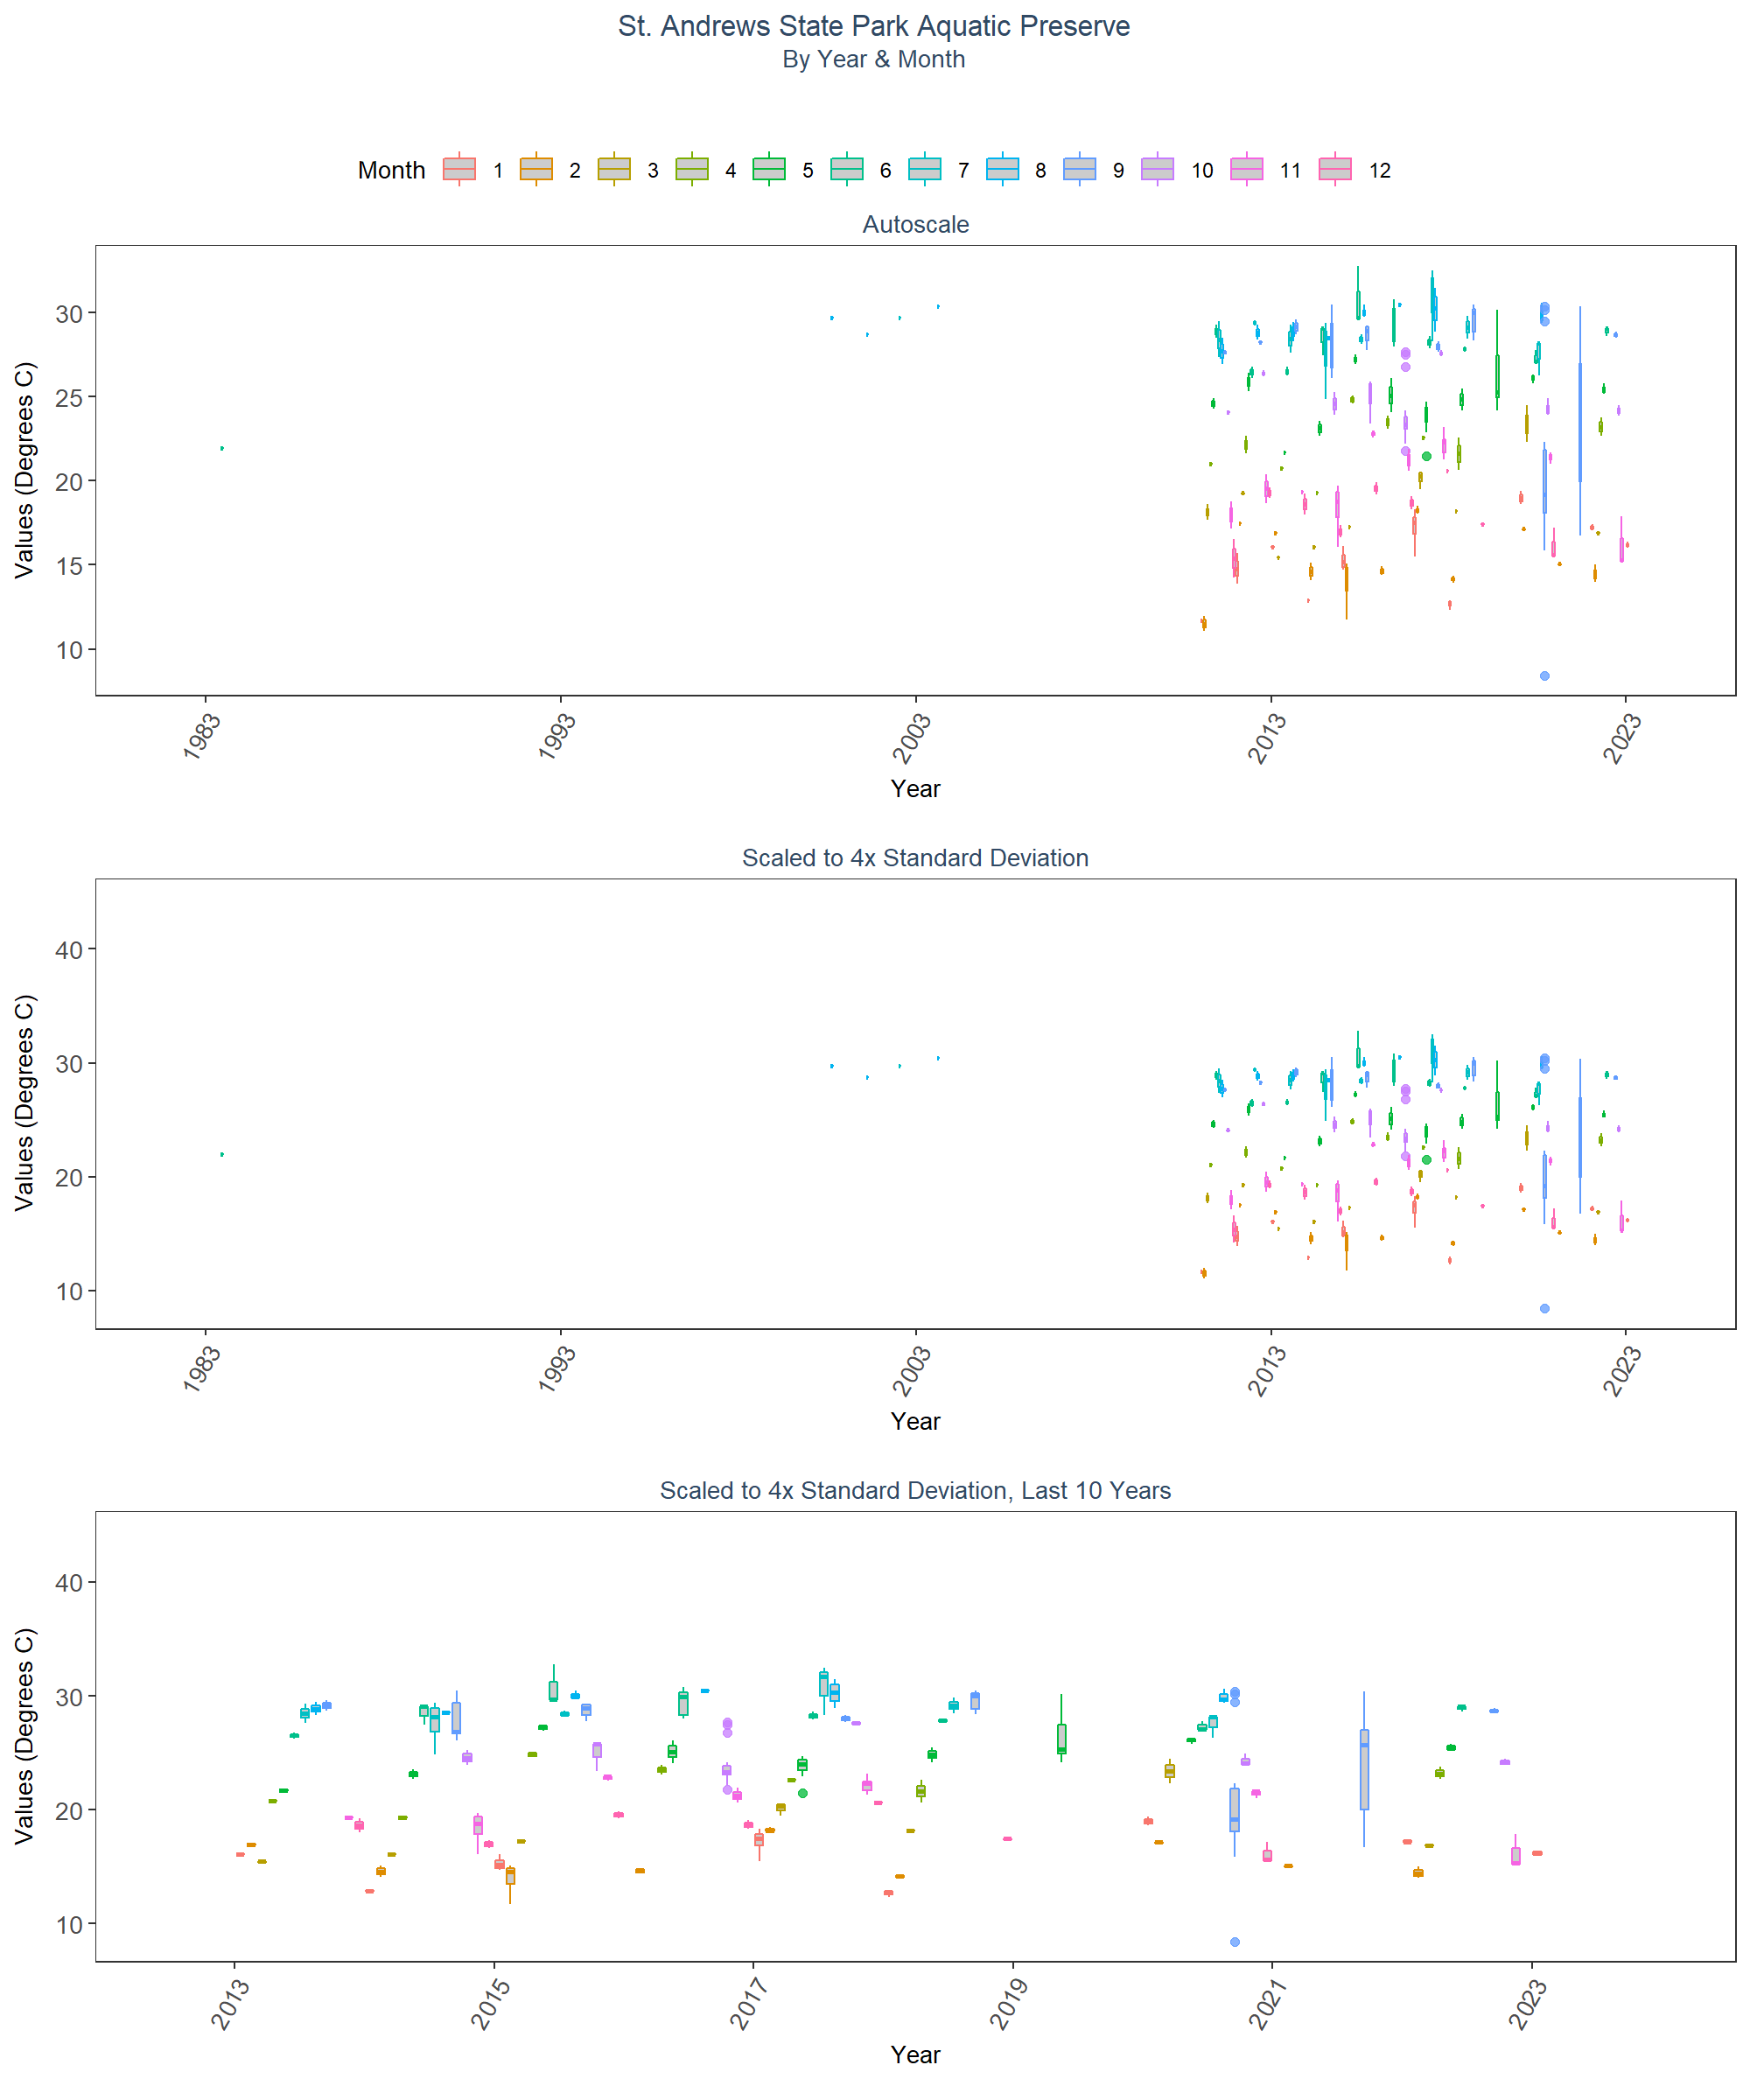 St. Andrews State Park Aquatic Preserve
By Year & Month
Month 1 2 3 4 5 6 7 8 9 10 11 12
Autoscale
Values (Degrees C)
30
25
20
15
10
1983 1993 2003 2013 2023
Year
Scaled to 4x Standard Deviation
Values (Degrees C)
40
30
20
10
1983 1993 2003 2013 2023
Year
Scaled to 4x Standard Deviation, Last 10 Years
Values (Degrees C)
40
30
20
10
2013 2015 2017 2019 2021 2023
Year